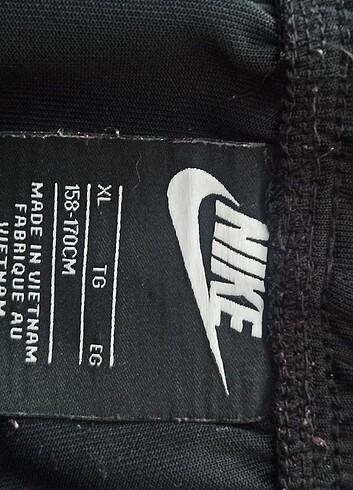 NIKE
XL TG EG
158-170CM
MADE IN VIETNAM
FABRIQUE AU
VIETNAM